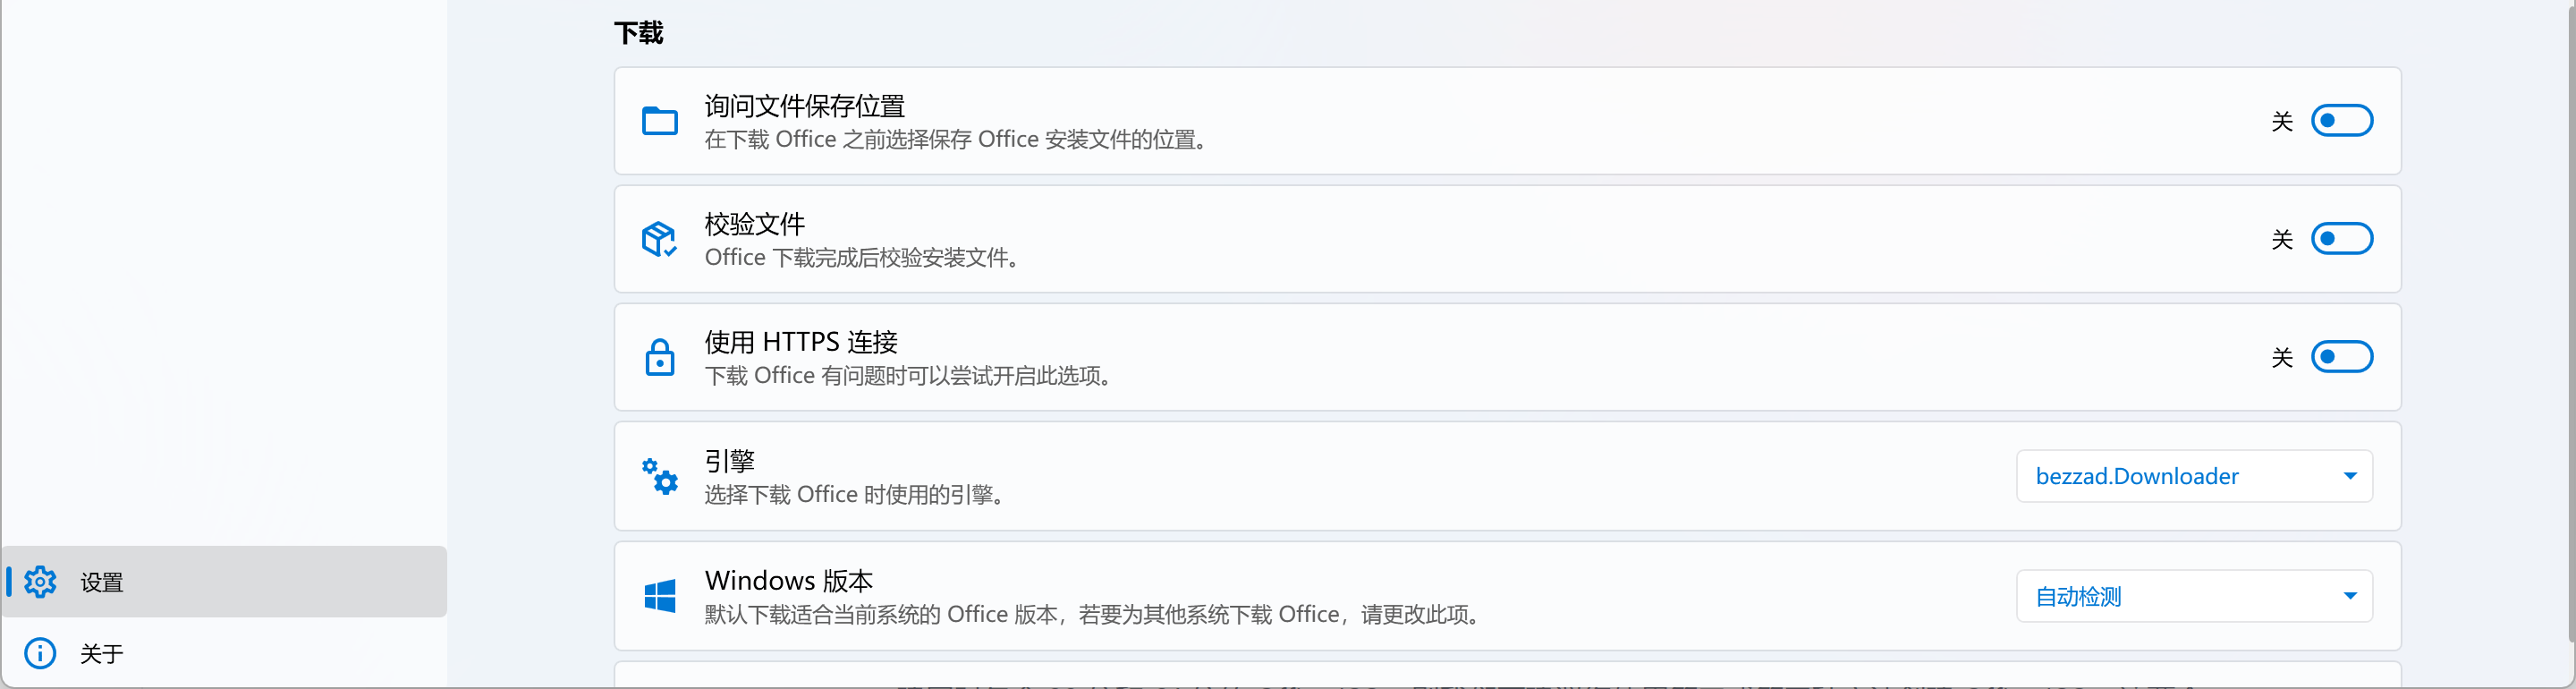 下载
询问文件保存位置
在下载 Office 之前选择保存 Office 安装文件的位置。
关
校验文件
Office 下载完成后校验安装文件。
关
使用 HTTPS 连接
下载 Office 有问题时可以尝试开启此选项。
关
引擎
选择下载 Office 时使用的引擎。
bezzad.Downloader
Windows 版本
默认下载适合当前系统的 Office 版本，若要为其他系统下载 Office，请更改此项。
自动检测
设置
关于